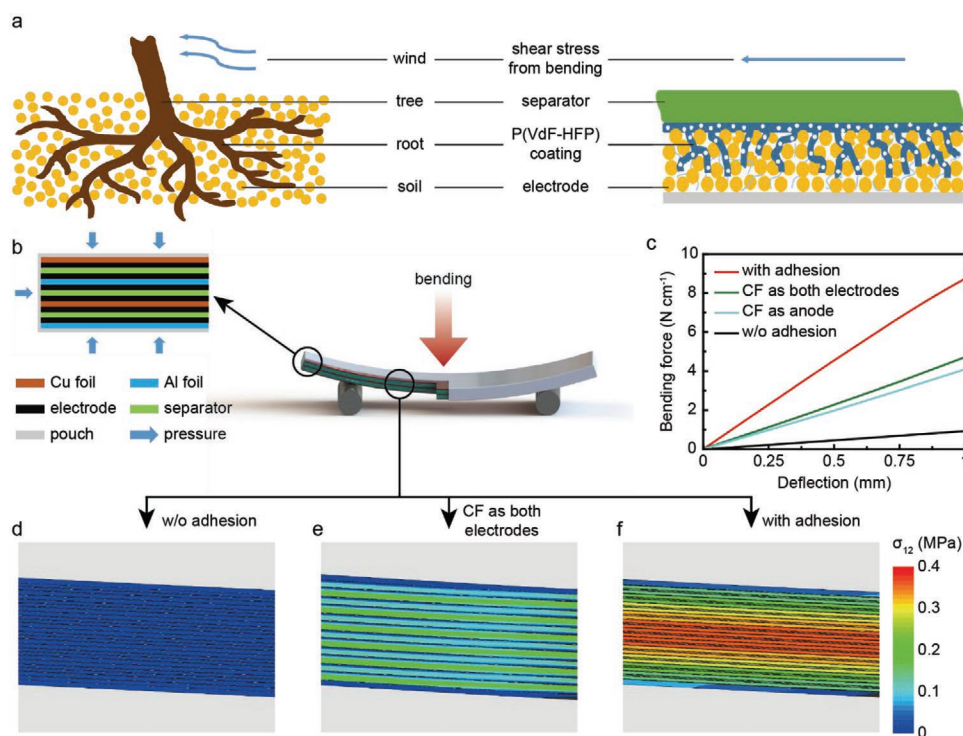 a
wind
shear stress
from bending
tree
separator
root
P(VdF-HFP)
coating
soil
electrode
b
bending
Cu foil
Al foil
electrode
separator
pouch
pressure
c
Bending force (N cm⁻¹)
10
8
6
4
2
0
with adhesion
CF as both electrodes
CF as anode
w/o adhesion
0
0.25
0.50
0.75
Deflection (mm)
d
w/o adhesion
e
CF as both
electrodes
f
with adhesion
σ₁₂ (MPa)
0.4
0.3
0.2
0.1
0